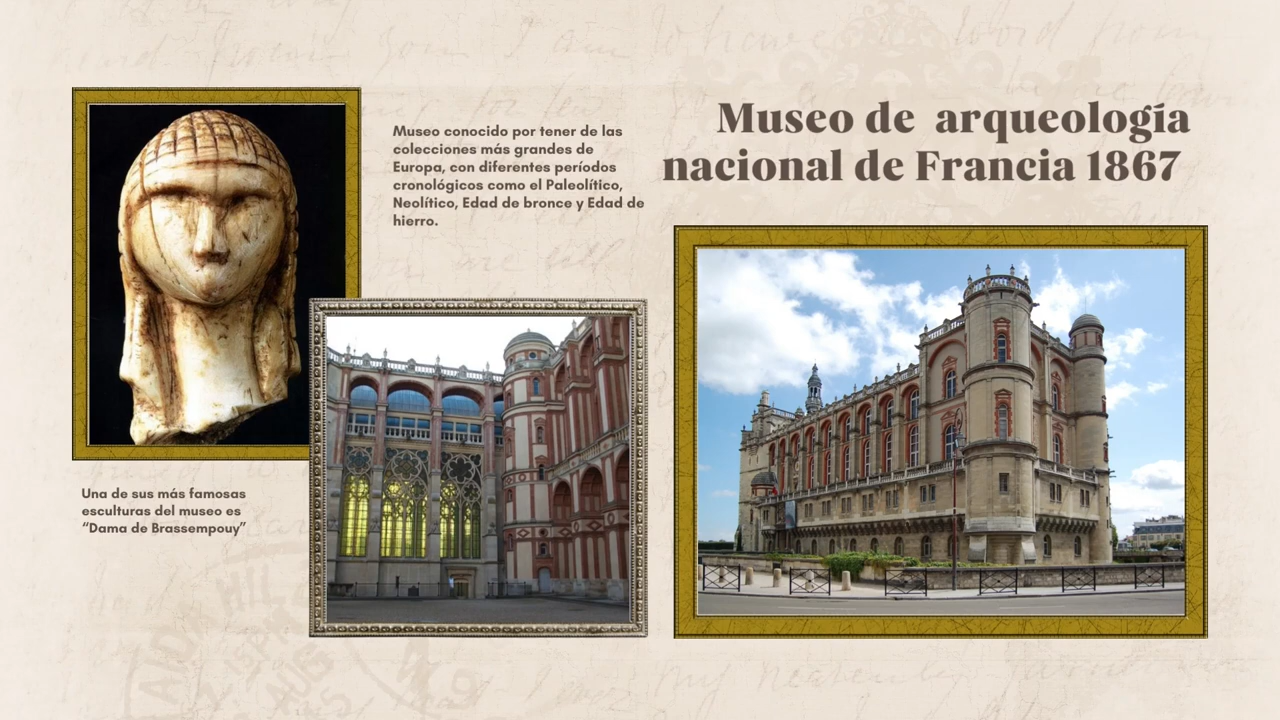 Museo de arqueología
nacional de Francia 1867
Museo conocido por tener de las
colecciones más grandes de
Europa, con diferentes períodos
cronológicos como el Paleolítico,
Neolítico, Edad de bronce y Edad de
hierro.
Una de sus más famosas
esculturas del museo es
“Dama de Brassempouy”